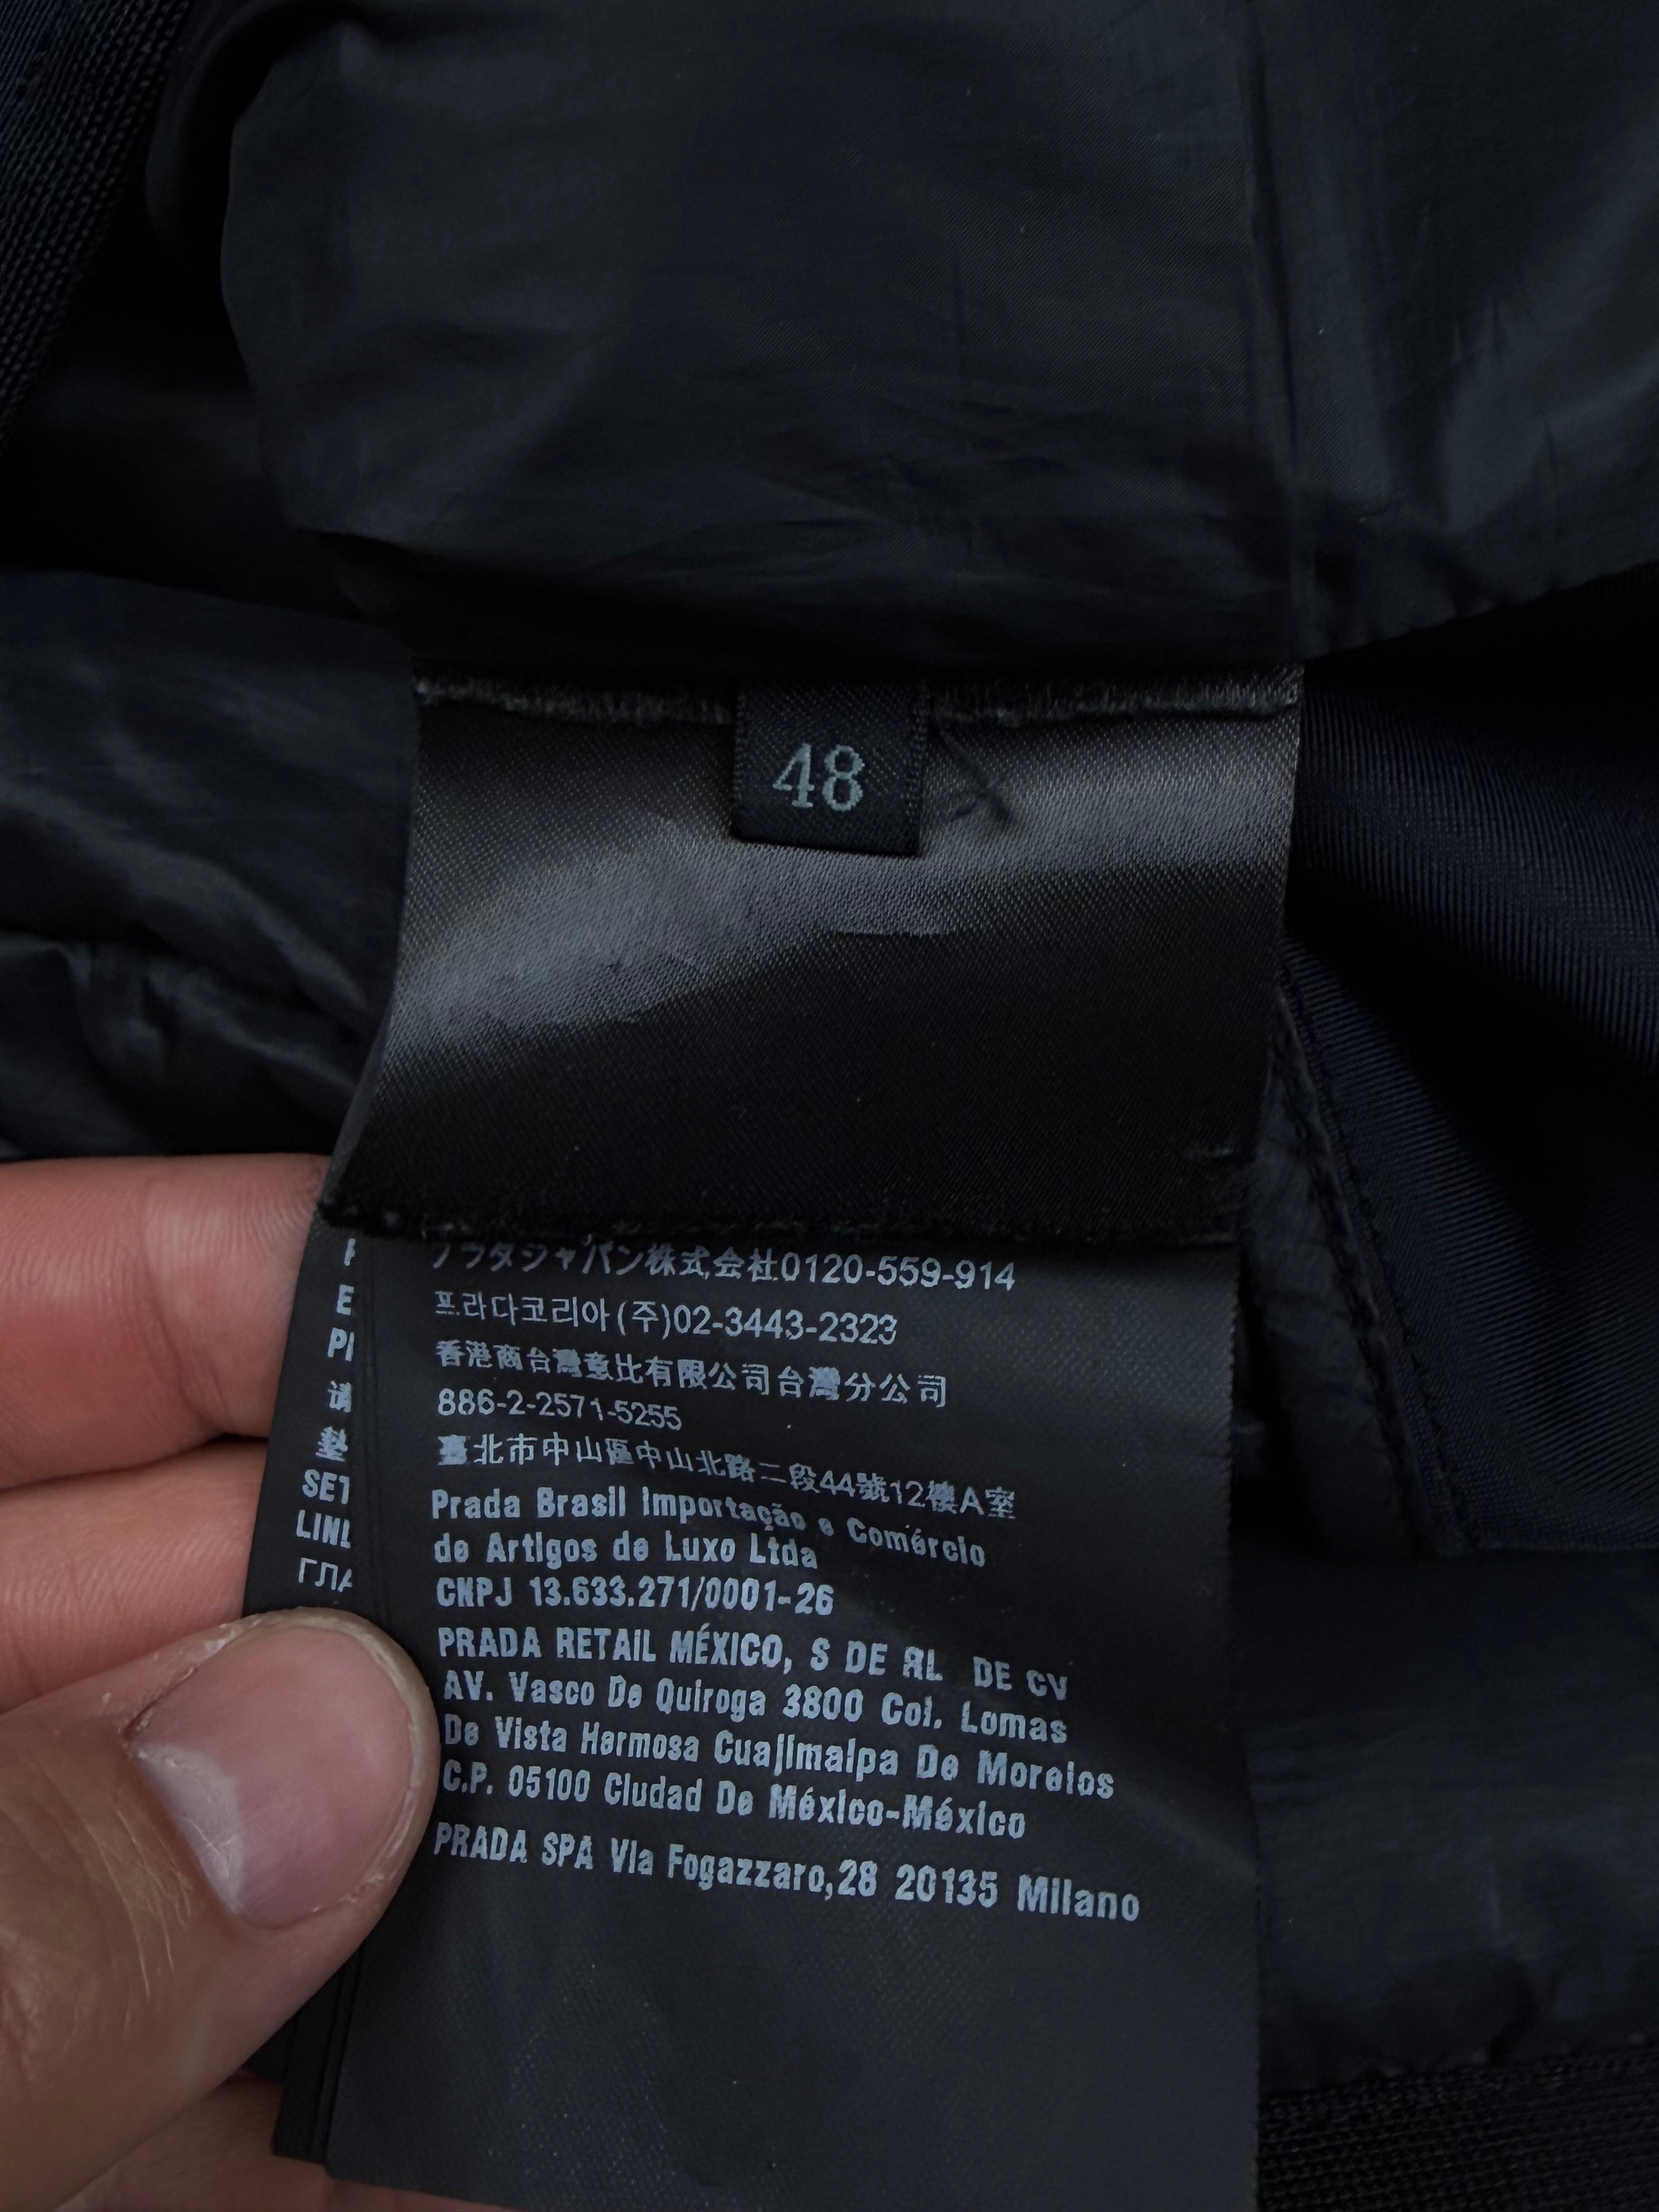 48
プラダジャパン株式会社0120-559-914
프라다코리아(주)02-3443-2323
香港商台灣意比有限公司台灣分公司
886-2-2571-5255
臺北市中山區中山北路二段44號12樓A室
Prada Brasil Importação e Comércio
de Artigos de Luxo Ltda
CNPJ 13.633.271/0001-26
PRADA RETAIL MÉXICO, S DE RL DE CV
AV. Vasco De Quiroga 3800 Col. Lomas
De Vista Hermosa Cuajimalpa De Morelos
C.P. 05100 Ciudad De México-México
PRADA SPA Via Fogazzaro,28 20135 Milano
E
PI
请
墊
SET
LINL
ГЛА